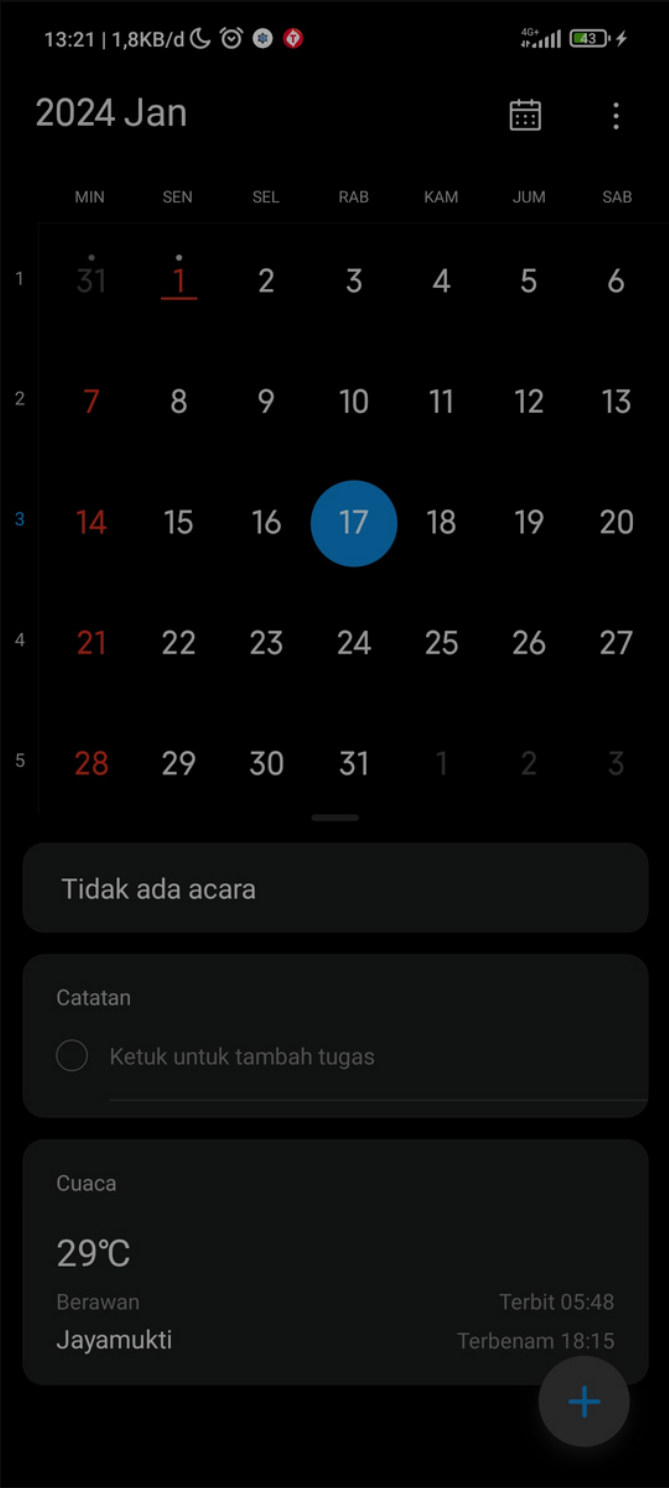 13:21 | 1,8KB/d 4G+ 43
2024 Jan
MIN SEN SEL RAB KAM JUM SAB
1 31 1 2 3 4 5 6
2 7 8 9 10 11 12 13
3 14 15 16 17 18 19 20
4 21 22 23 24 25 26 27
5 28 29 30 31 1 2 3
Tidak ada acara
Catatan
Ketuk untuk tambah tugas
Cuaca
29℃
Berawan Terbit 05:48
Jayamukti Terbenam 18:15